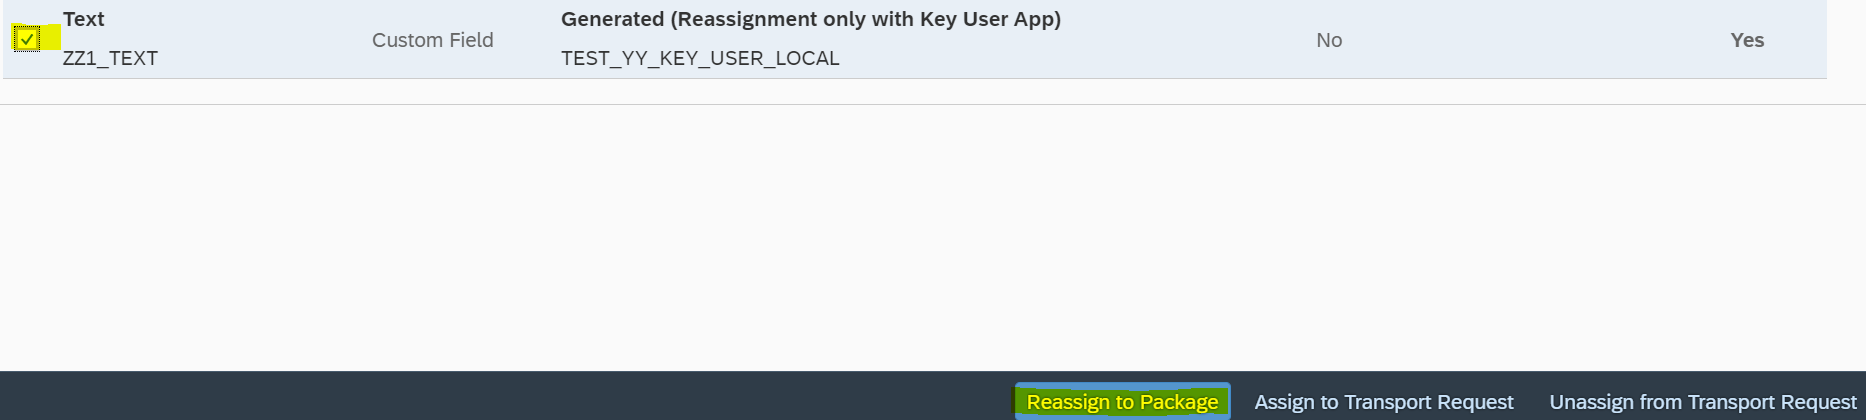 Text
Generated (Reassignment only with Key User App)
Custom Field
No
Yes
ZZ1_TEXT
TEST_YY_KEY_USER_LOCAL
Reassign to Package
Assign to Transport Request
Unassign from Transport Request